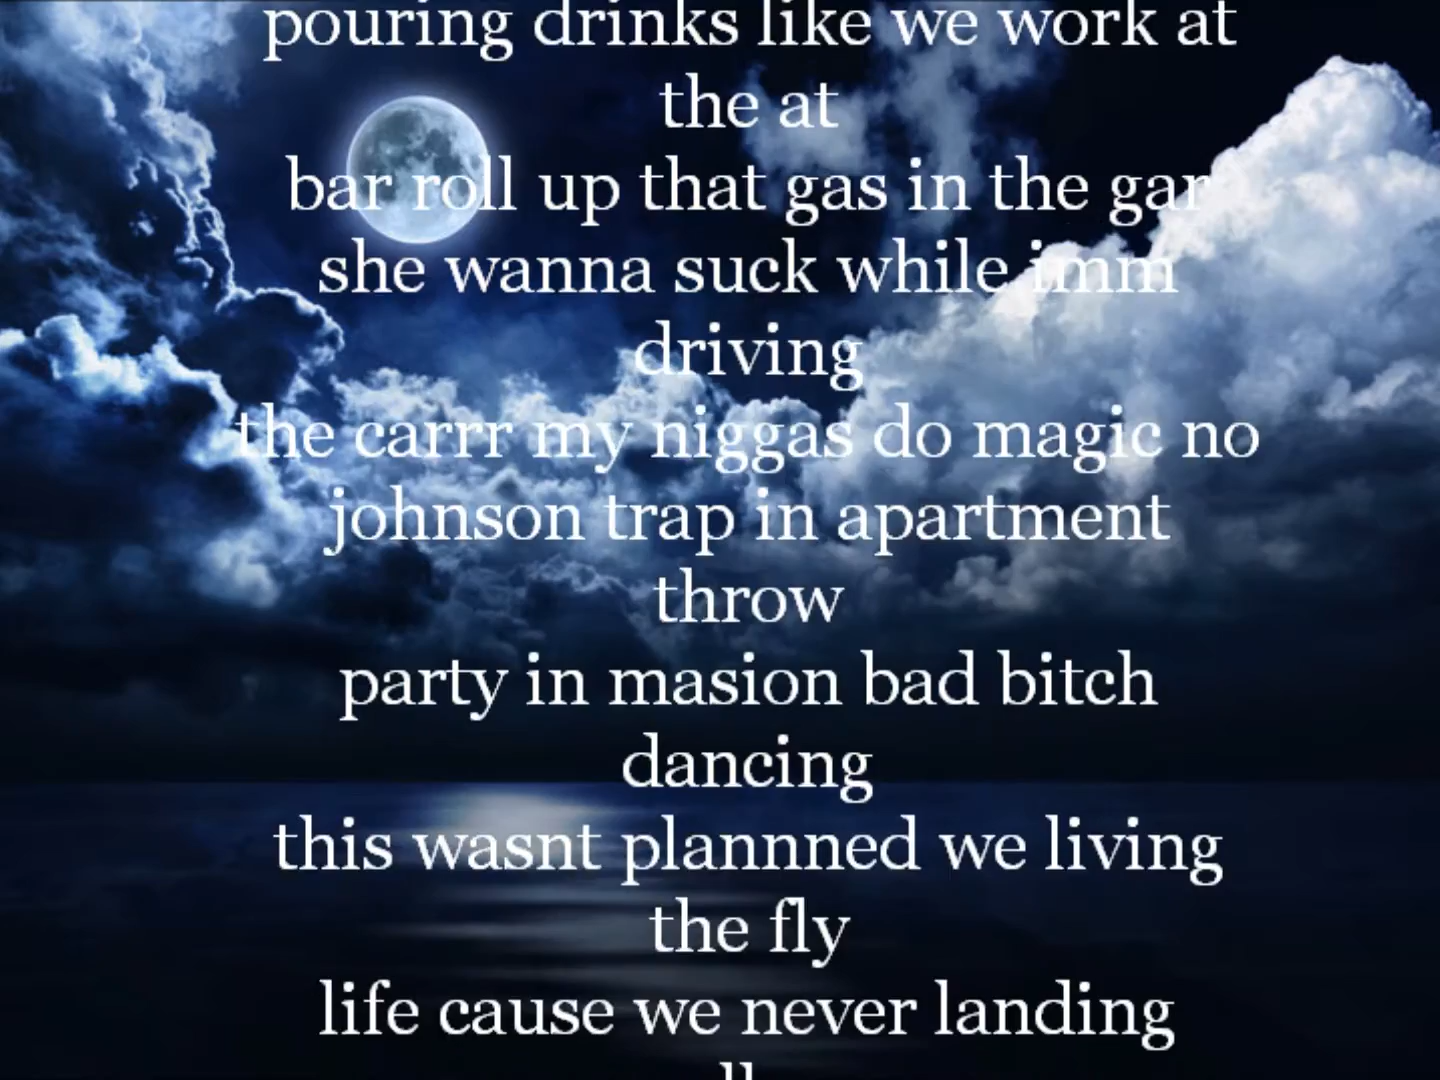 pouring drinks like we work at
the at
bar roll up that gas in the gar
she wanna suck while imm
driving
the carrr my niggas do magic no
johnson trap in apartment
throw
party in masion bad bitch
dancing
this wasnt plannned we living
the fly
life cause we never landing